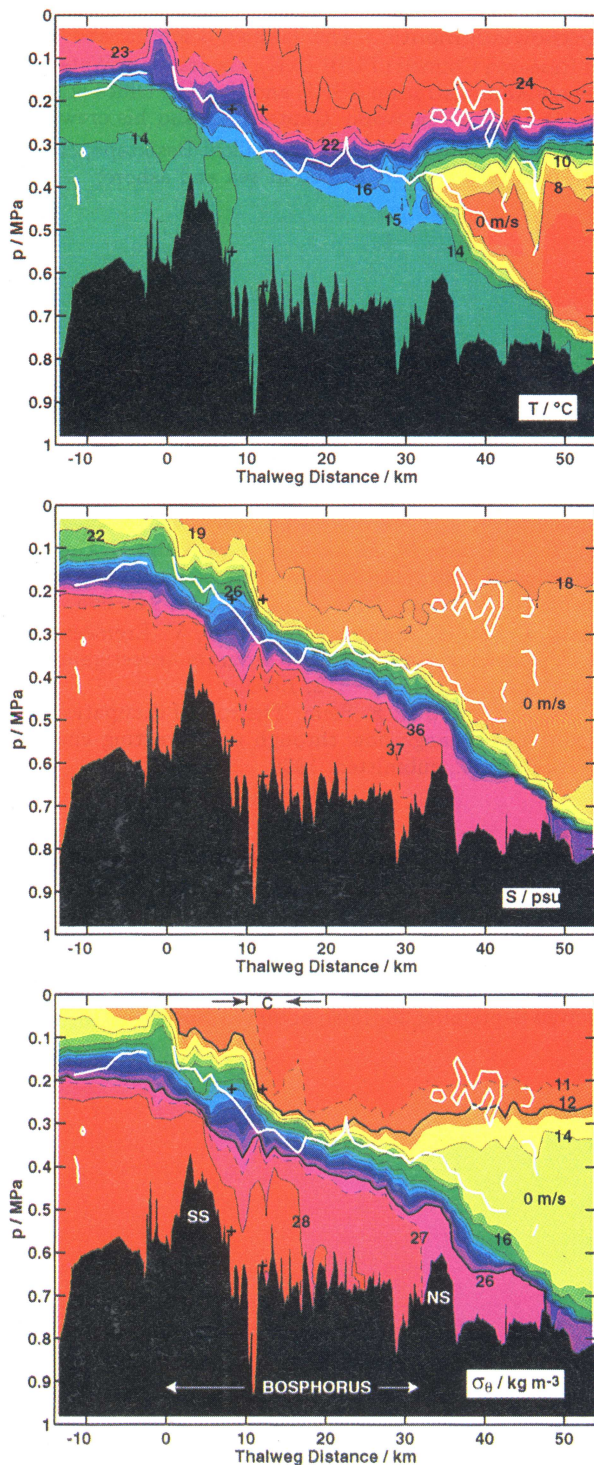 0
0.1
0.2
0.3
0.4
0.5
0.6
0.7
0.8
0.9
1
p / MPa
23
24
22
14
16
15
14
10
8
0 m/s
T / °C
-10 0 10 20 30 40 50
Thalweg Distance / km
0
0.1
0.2
0.3
0.4
0.5
0.6
0.7
0.8
0.9
1
p / MPa
22
19
26
18
36
37
0 m/s
S / psu
-10 0 10 20 30 40 50
Thalweg Distance / km
0
0.1
0.2
0.3
0.4
0.5
0.6
0.7
0.8
0.9
1
p / MPa
C
11
12
14
0 m/s
SS
28
27
16
26
NS
BOSPHORUS
σθ / kg m-3
-10 0 10 20 30 40 50
Thalweg Distance / km